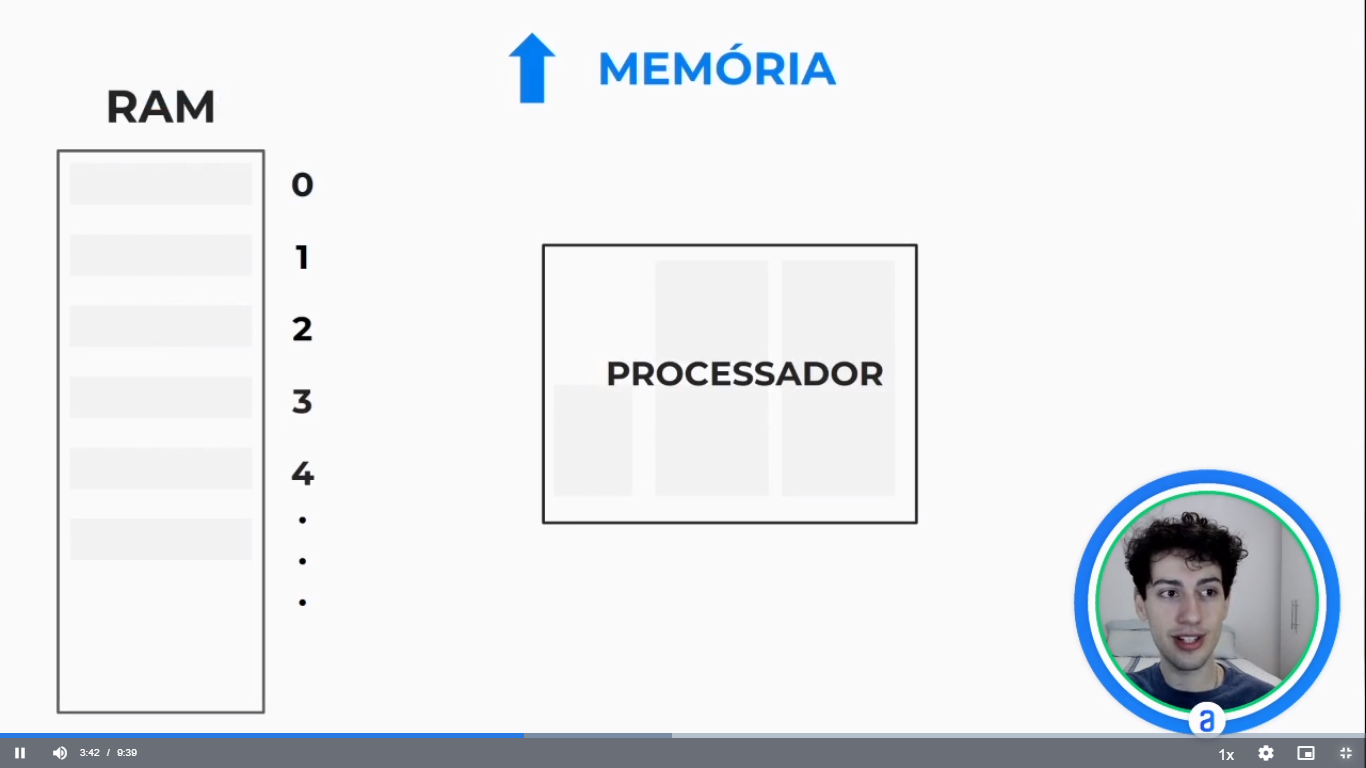 MEMÓRIA
RAM
0
1
2
3
4
PROCESSADOR
a
3:42 / 9:39
1x